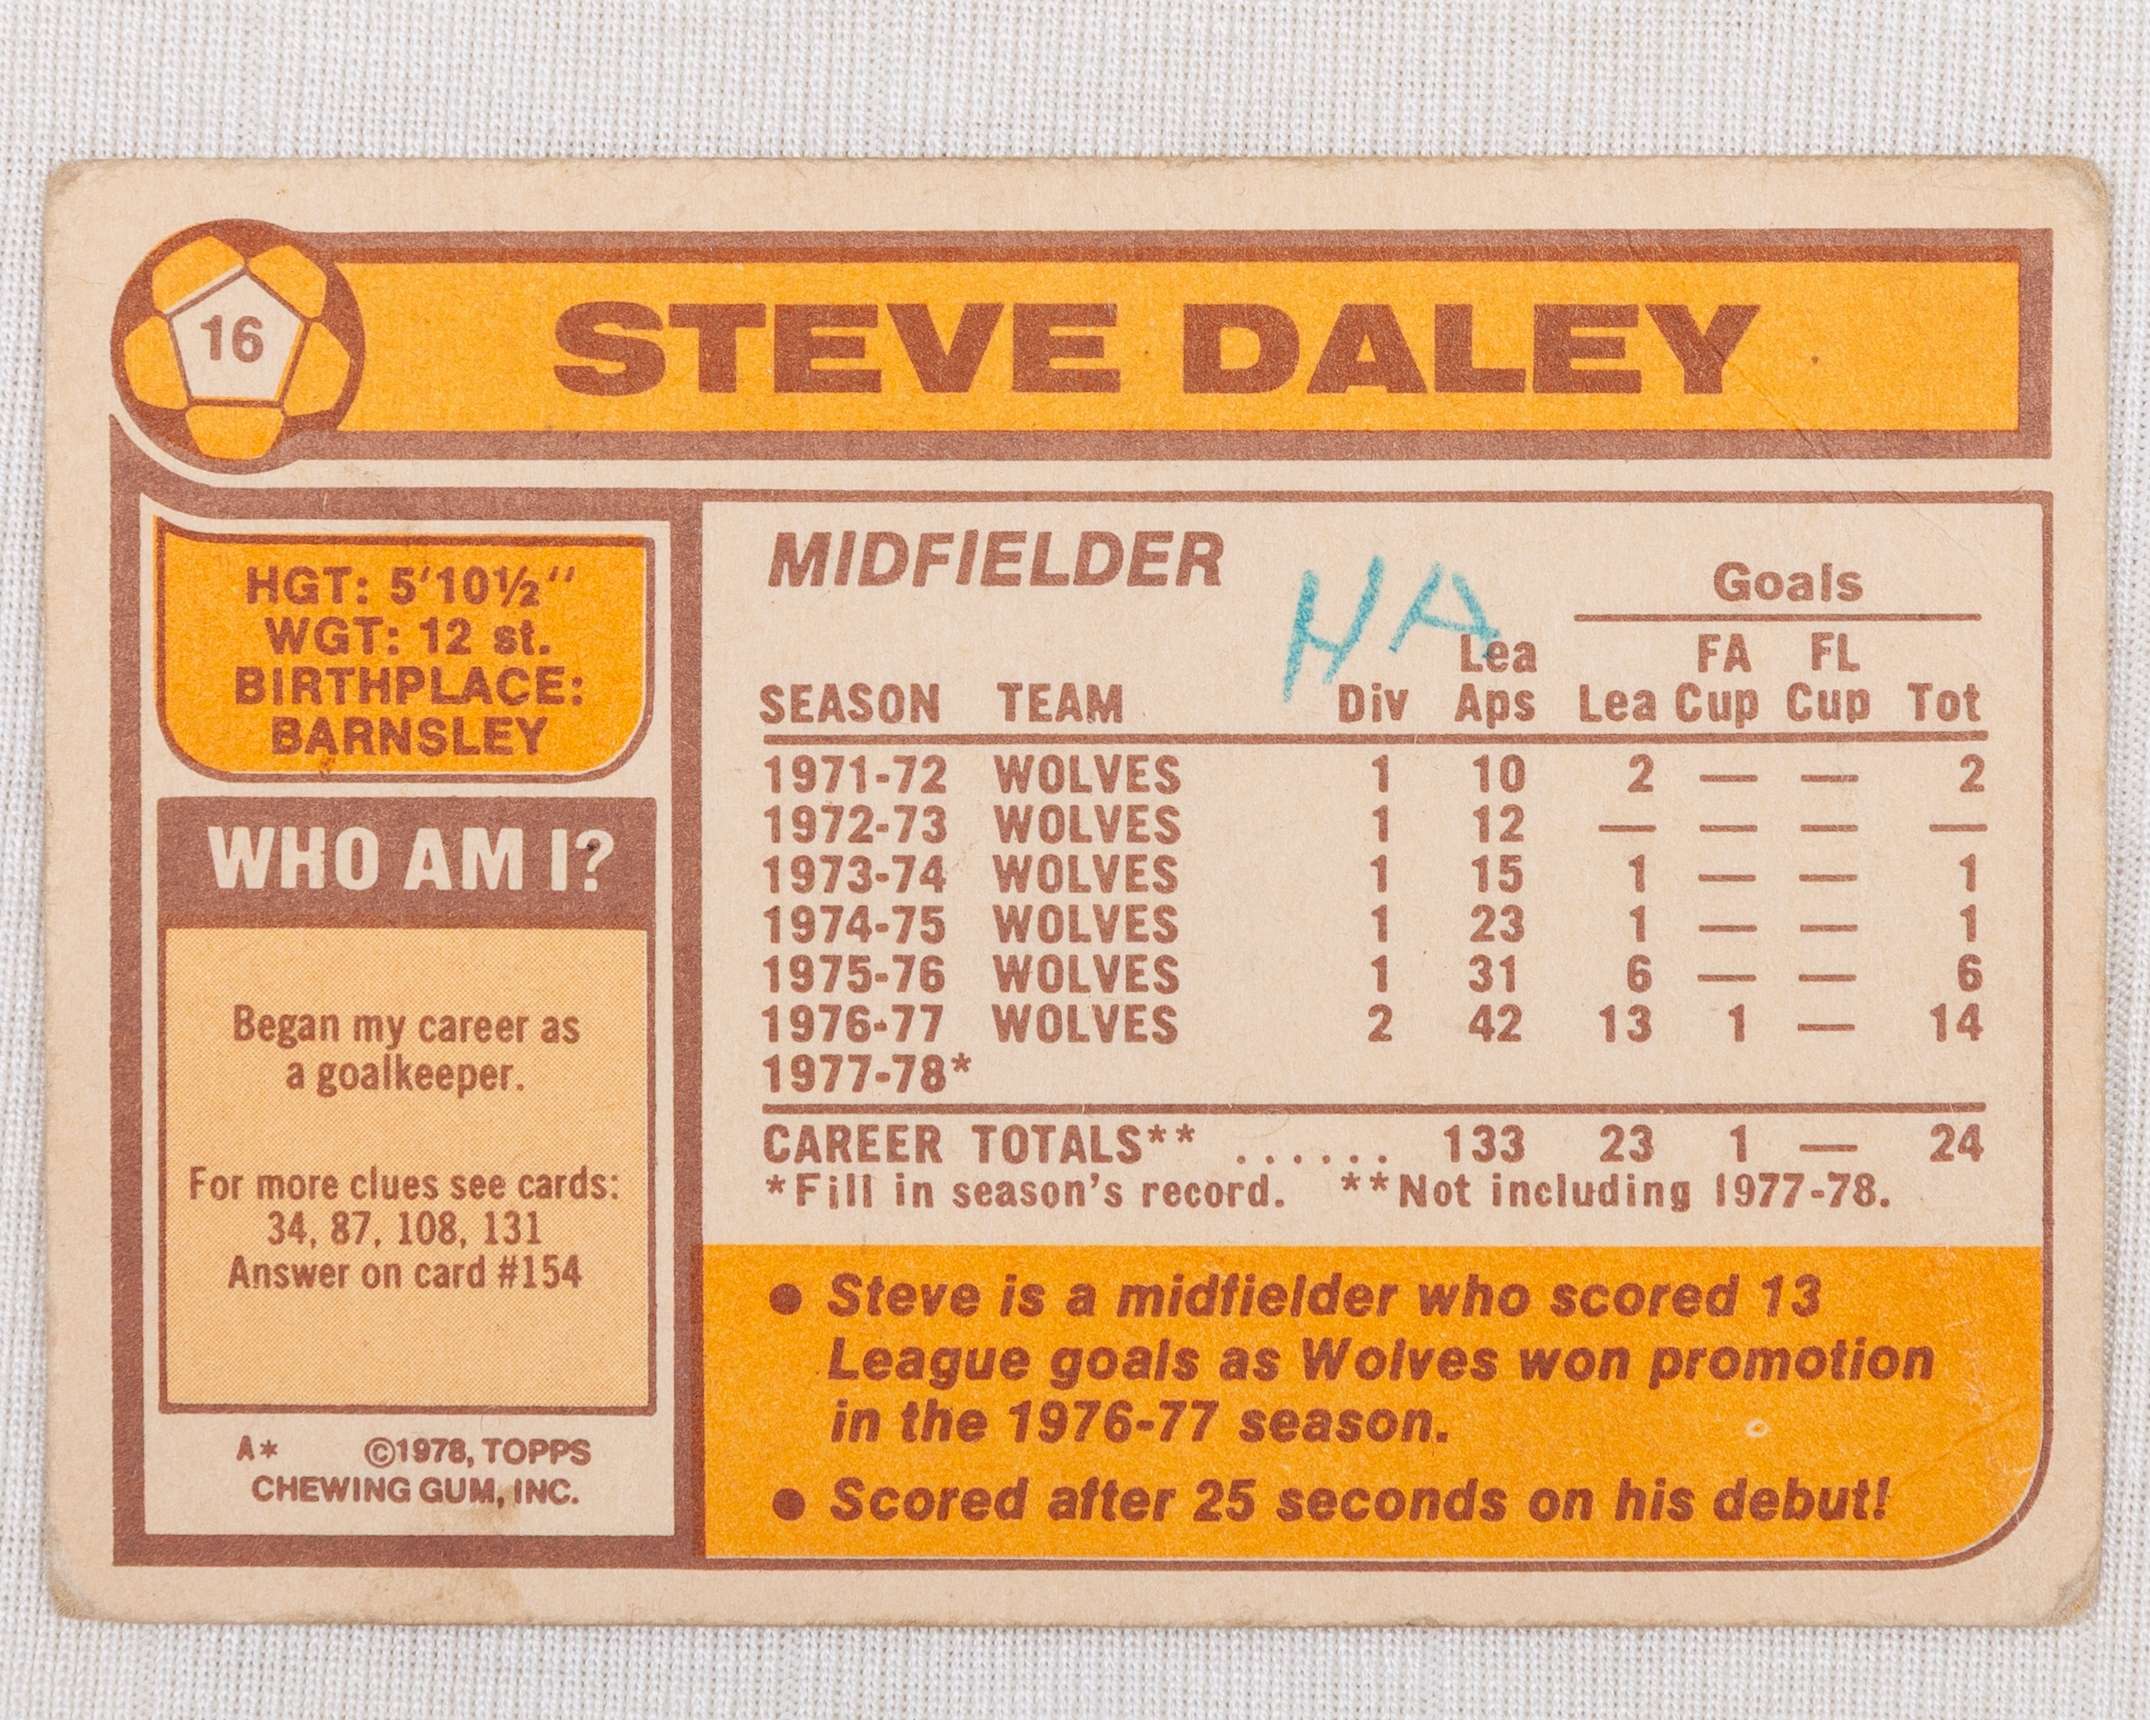 16
STEVE DALEY
HGT: 5'10½"
WGT: 12 st.
BIRTHPLACE:
BARNSLEY
WHO AM I?
Began my career as
a goalkeeper.
For more clues see cards:
34, 87, 108, 131
Answer on card #154
A* ©1978, TOPPS
CHEWING GUM, INC.
MIDFIELDER
HA
Goals
Lea FA FL
SEASON TEAM Div Aps Lea Cup Cup Tot
1971-72 WOLVES 1 10 2 — — 2
1972-73 WOLVES 1 12 — — — —
1973-74 WOLVES 1 15 1 — — 1
1974-75 WOLVES 1 23 1 — — 1
1975-76 WOLVES 1 31 6 — — 6
1976-77 WOLVES 2 42 13 1 — 14
1977-78*
CAREER TOTALS** ...... 133 23 1 — 24
*Fill in season's record. **Not including 1977-78.
● Steve is a midfielder who scored 13
League goals as Wolves won promotion
in the 1976-77 season.
● Scored after 25 seconds on his debut!